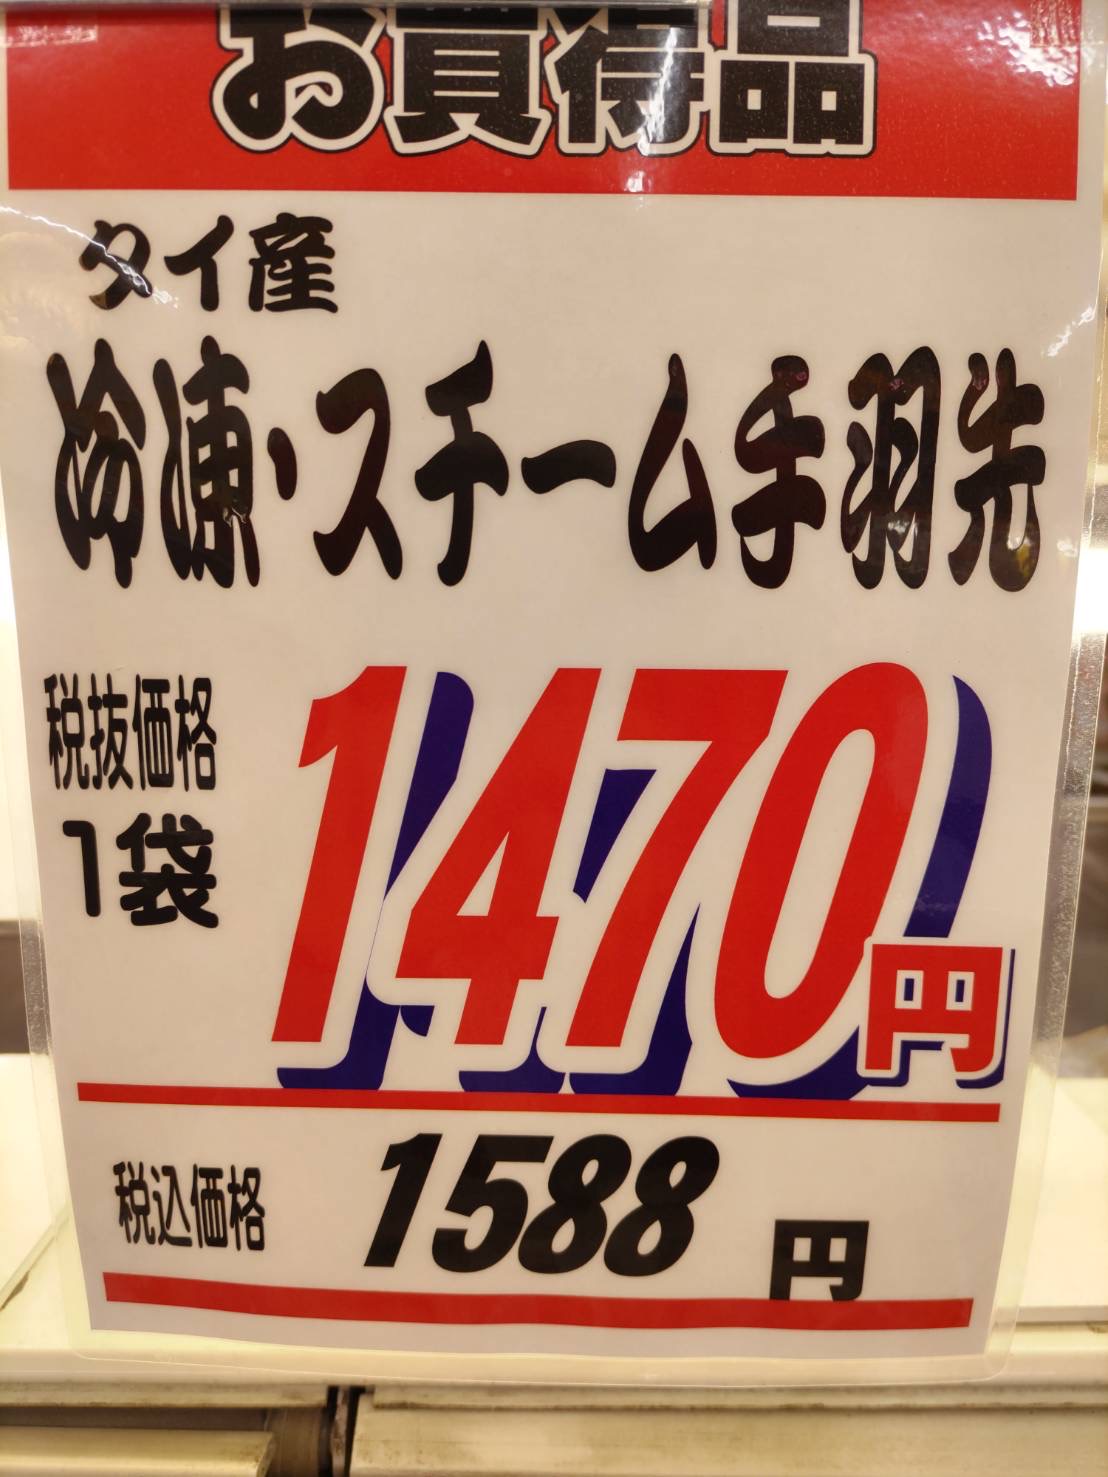 お買得品
タイ産
冷凍・スチーム手羽先
税抜価格
1袋
1470円
税込価格 1588 円